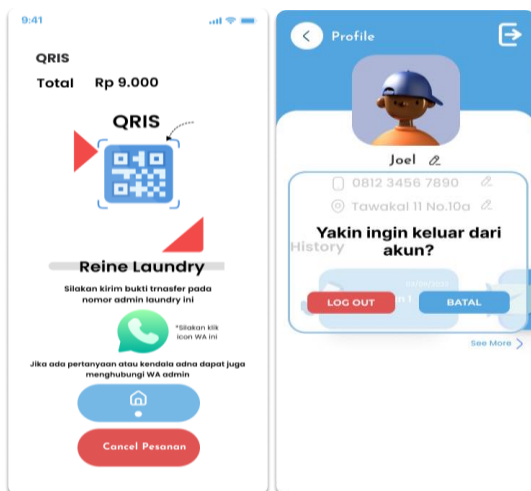 9:41
QRIS
Total Rp 9.000
QRIS
Reine Laundry
Silakan kirim bukti trnasfer pada
nomor admin laundry ini
*Silakan klik
icon WA ini
Jika ada pertanyaan atau kendala adna dapat juga
menghubungi WA admin
Cancel Pesanan
Profile
Joel
0812 3456 7890
Tawakal 11 No.10a
Yakin ingin keluar dari
akun?
History
LOG OUT
BATAL
See More